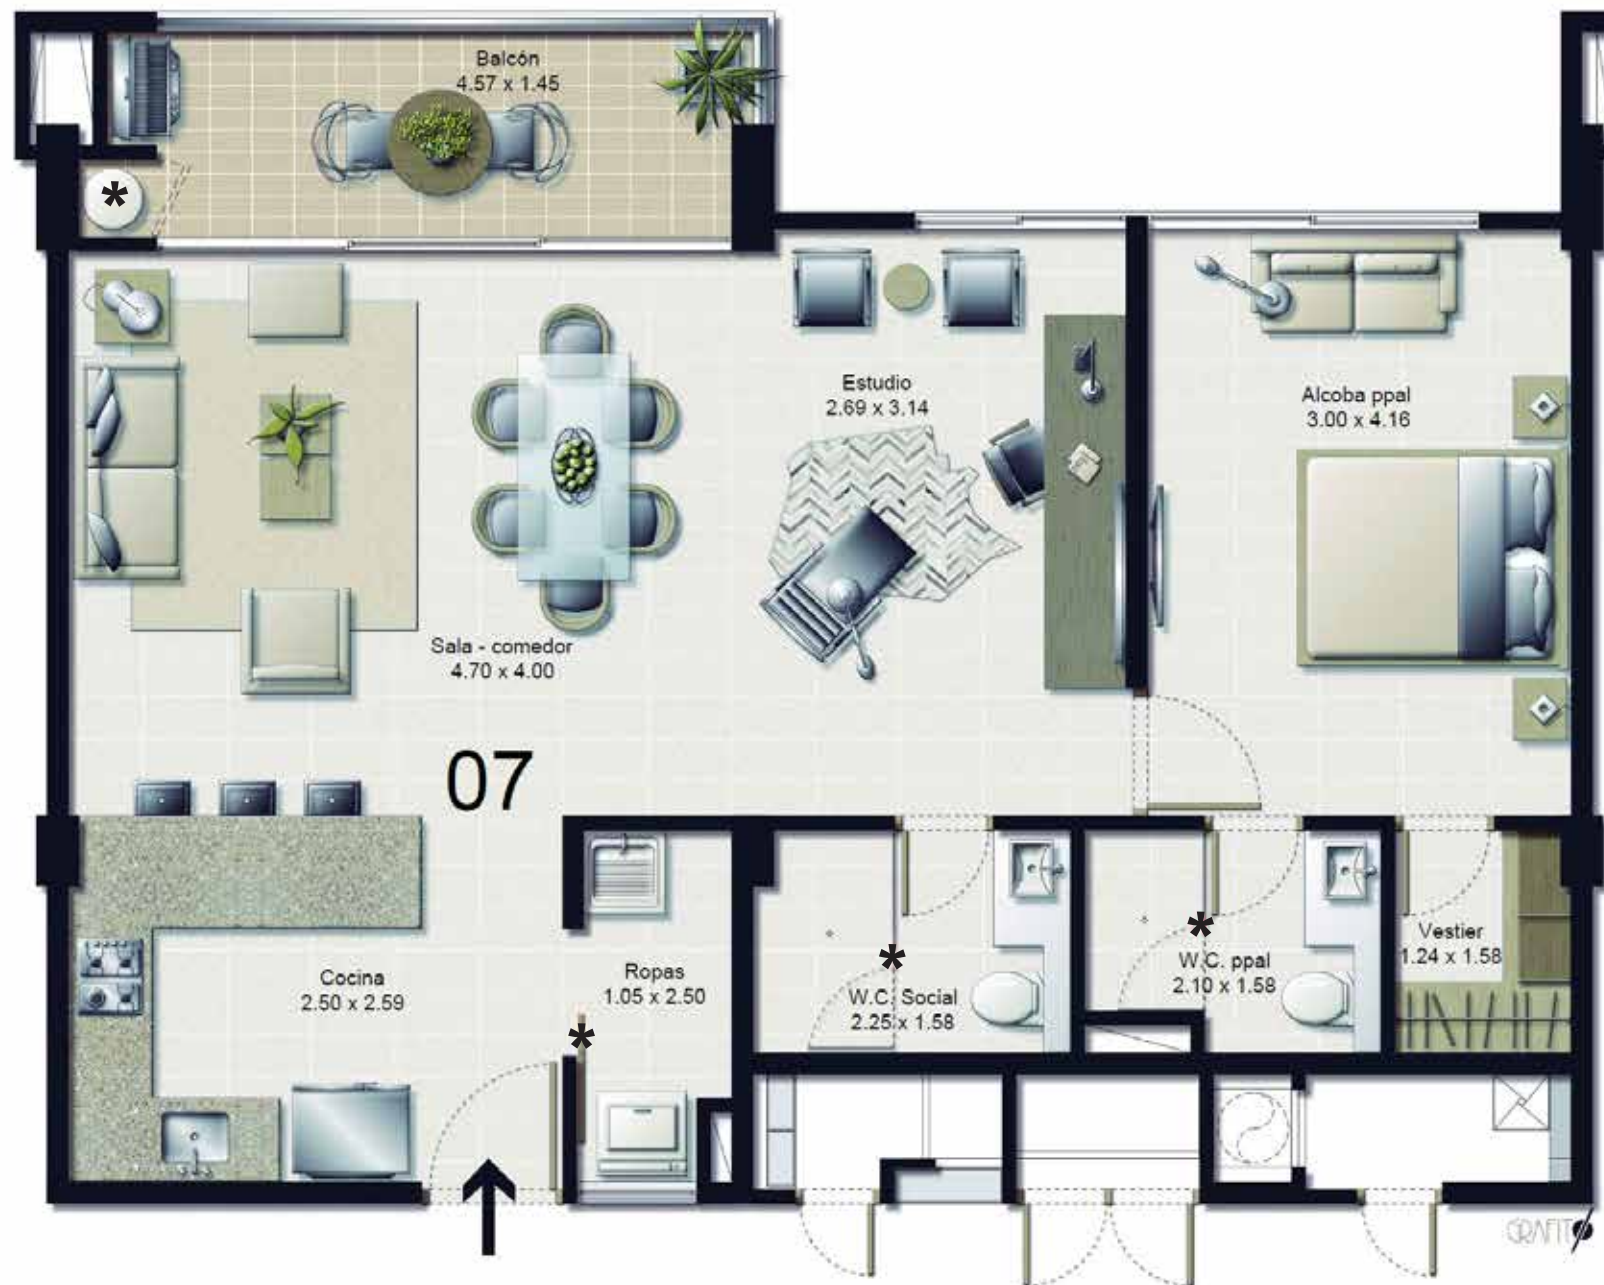 Balcón
4.57 x 1.45
*
Estudio
2.69 x 3.14
Alcoba ppal
3.00 x 4.16
Sala - comedor
4.70 x 4.00
07
Cocina
2.50 x 2.59
Ropas
1.05 x 2.50
*
*
W.C. Social
2.25 x 1.58
*
W.C. ppal
2.10 x 1.58
Vestier
1.24 x 1.58
GRAFITO